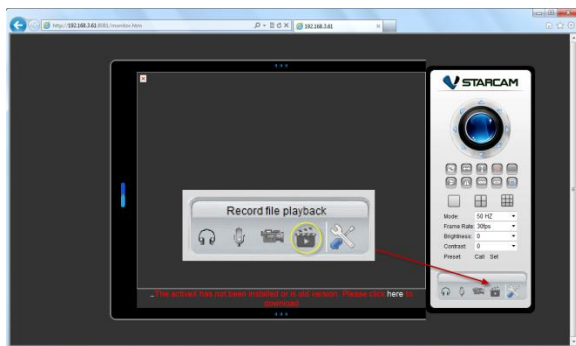 http://192.168.3.61:8081/monitor.htm
192.168.3.61
VSTARCAM
Record file playback
Mode: 50 HZ
Frame Rate: 30fps
Brightness: 0
Contrast: 0
Preset: Call Set
...The activeX has not been installed or is old version. Please click here to
download